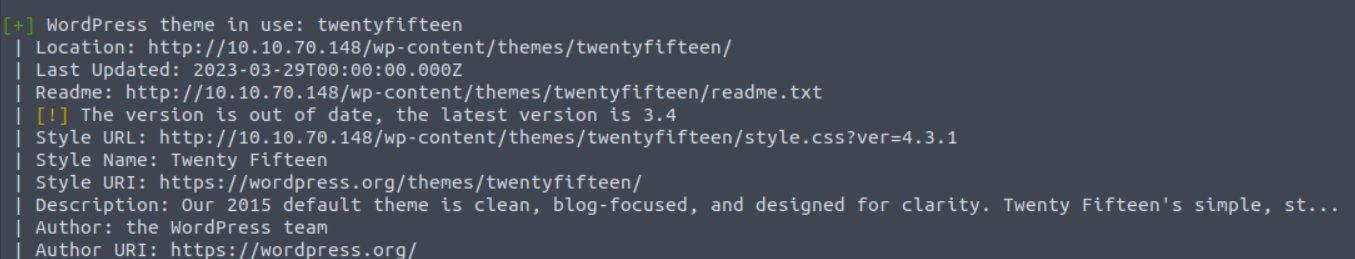 [+] WordPress theme in use: twentyfifteen
| Location: http://10.10.70.148/wp-content/themes/twentyfifteen/
| Last Updated: 2023-03-29T00:00:00.000Z
| Readme: http://10.10.70.148/wp-content/themes/twentyfifteen/readme.txt
| [!] The version is out of date, the latest version is 3.4
| Style URL: http://10.10.70.148/wp-content/themes/twentyfifteen/style.css?ver=4.3.1
| Style Name: Twenty Fifteen
| Style URI: https://wordpress.org/themes/twentyfifteen/
| Description: Our 2015 default theme is clean, blog-focused, and designed for clarity. Twenty Fifteen's simple, st...
| Author: the WordPress team
| Author URI: https://wordpress.org/